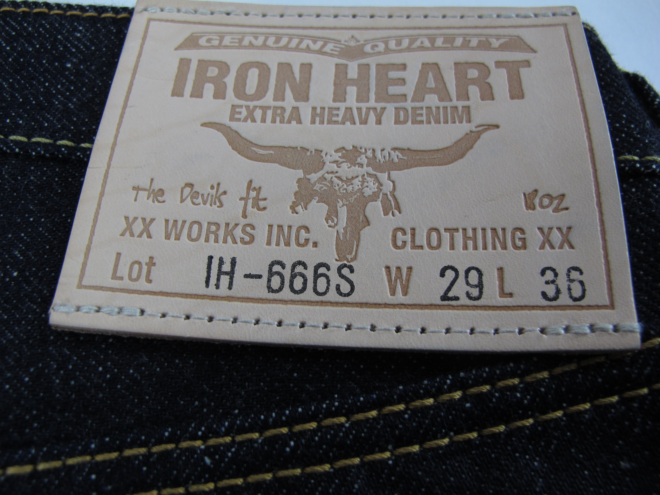 GENUINE QUALITY
IRON HEART
EXTRA HEAVY DENIM
The Devils fit 18oz
XX WORKS INC. CLOTHING XX
Lot IH-666S W 29 L 36